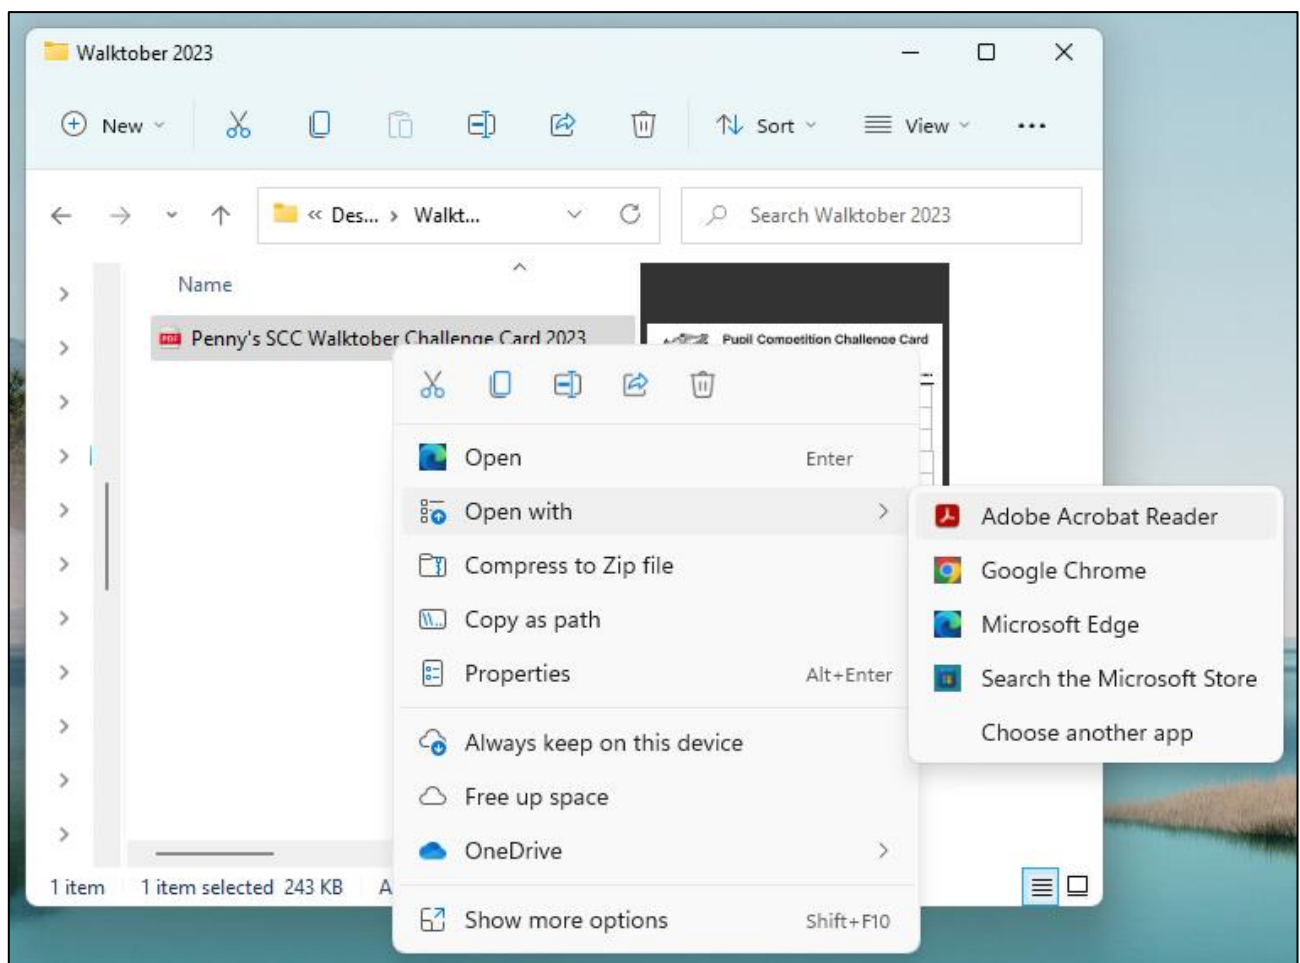 Walktober 2023
New
Sort
View
« Des... › Walkt...
Search Walktober 2023
Name
PDF
Penny's SCC Walktober Challenge Card 2023
Pupil Competition Challenge Card
Open Enter
Open with
Compress to Zip file
Copy as path
Properties Alt+Enter
Always keep on this device
Free up space
OneDrive
Show more options Shift+F10
Adobe Acrobat Reader
Google Chrome
Microsoft Edge
Search the Microsoft Store
Choose another app
1 item 1 item selected 243 KB A